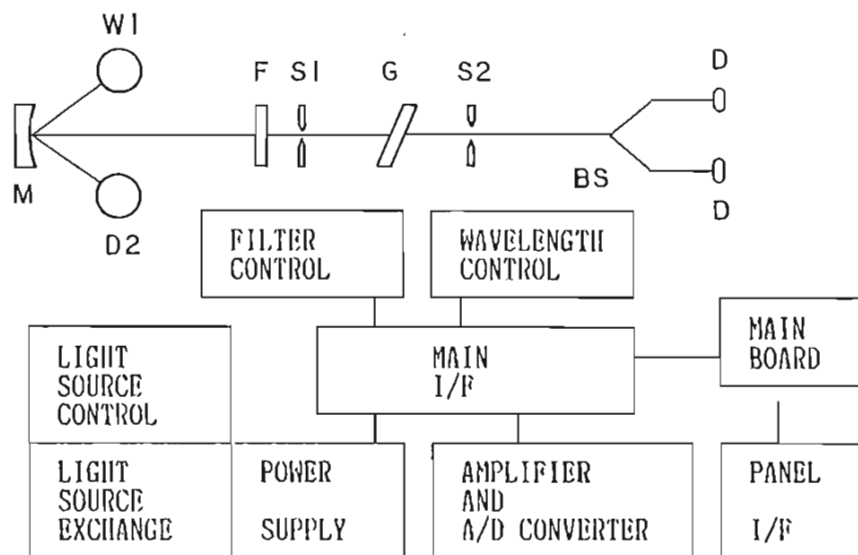 W1
F S1 G S2 D
M BS D
D2
FILTER
CONTROL
WAVELENGTH
CONTROL
LIGHT
SOURCE
CONTROL
MAIN
I/F
MAIN
BOARD
LIGHT
SOURCE
EXCHANGE
POWER
SUPPLY
AMPLIFIER
AND
A/D CONVERTER
PANEL
I/F